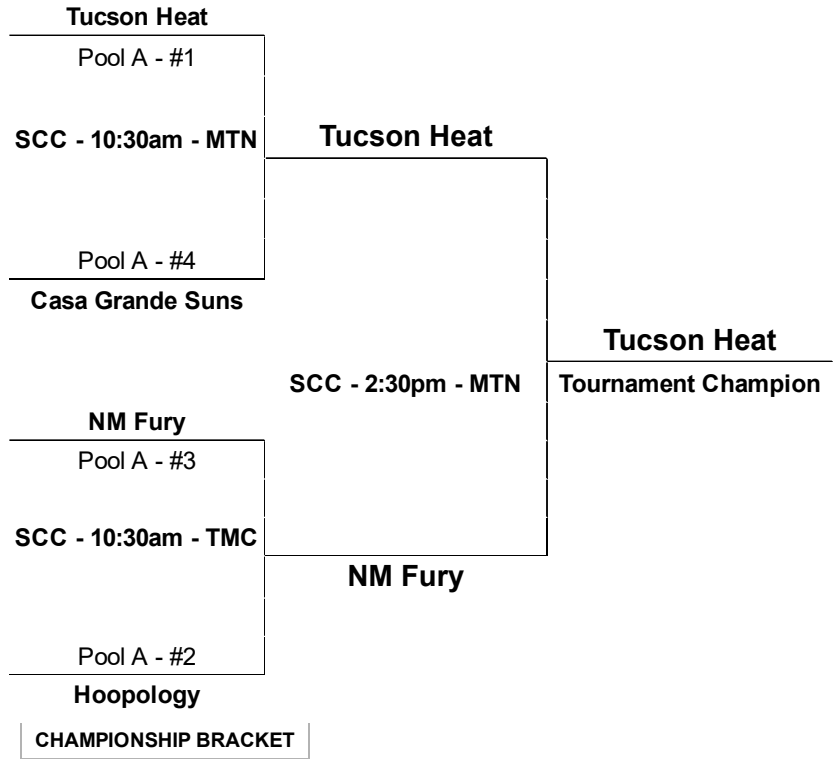 Tucson Heat
Pool A - #1
SCC - 10:30am - MTN
Tucson Heat
Pool A - #4
Casa Grande Suns
Tucson Heat
SCC - 2:30pm - MTN
Tournament Champion
NM Fury
Pool A - #3
SCC - 10:30am - TMC
NM Fury
Pool A - #2
Hoopology
CHAMPIONSHIP BRACKET